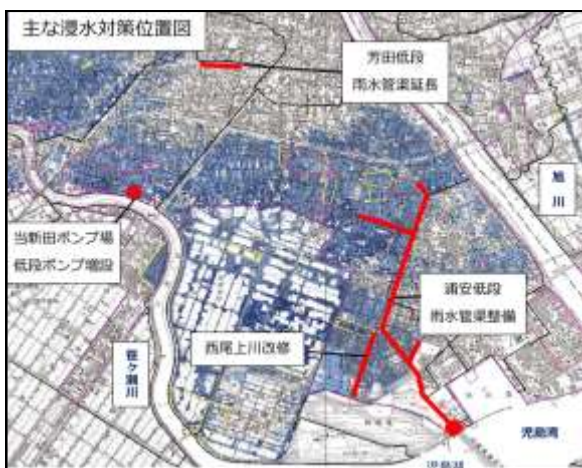 主な浸水対策位置図
芳田低段
雨水管渠延長
旭川
当新田ポンプ場
低段ポンプ増設
浦安低段
雨水管渠整備
西尾上川改修
笹ヶ瀬川
児島湾
児島湖